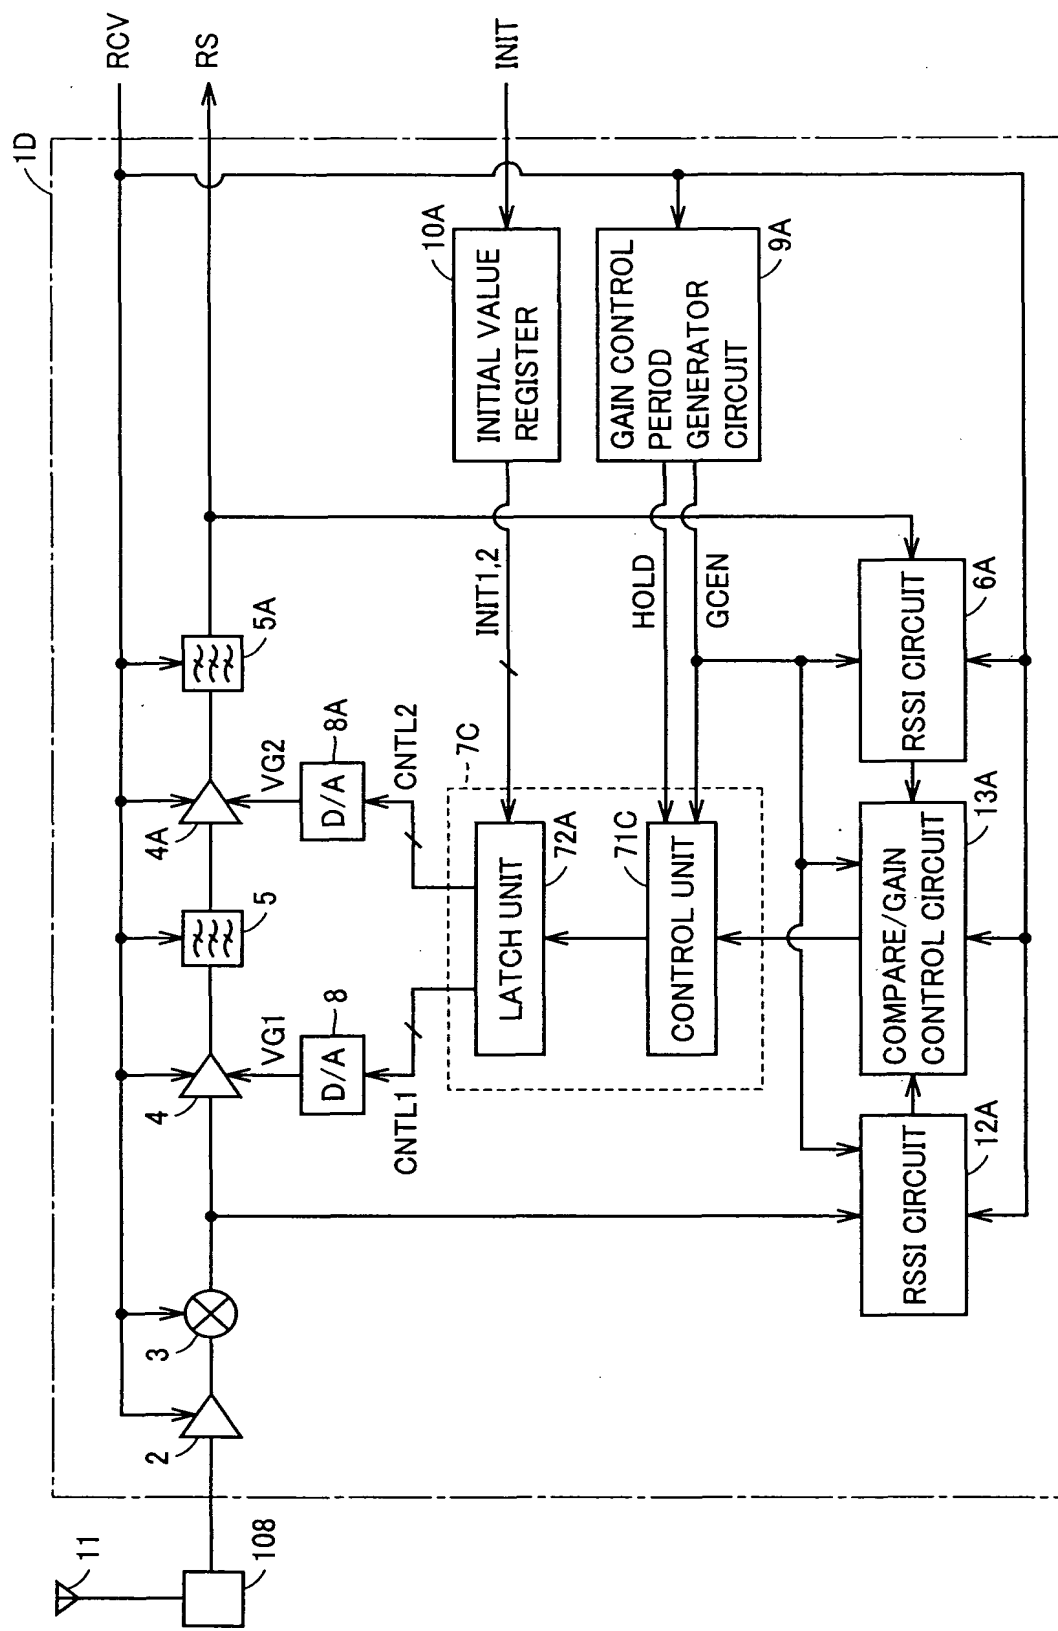 1D
RCV
RS
INIT
11
108
2
3
4
5
4A
5A
VG1
VG2
8
D/A
8A
D/A
CNTL1
CNTL2
INIT1,2
10A
INITIAL VALUE
REGISTER
7C
LATCH UNIT
72A
CONTROL UNIT
71C
HOLD
GCEN
GAIN CONTROL
PERIOD
GENERATOR
CIRCUIT
9A
RSSI CIRCUIT
12A
COMPARE/GAIN
CONTROL CIRCUIT
13A
RSSI CIRCUIT
6A